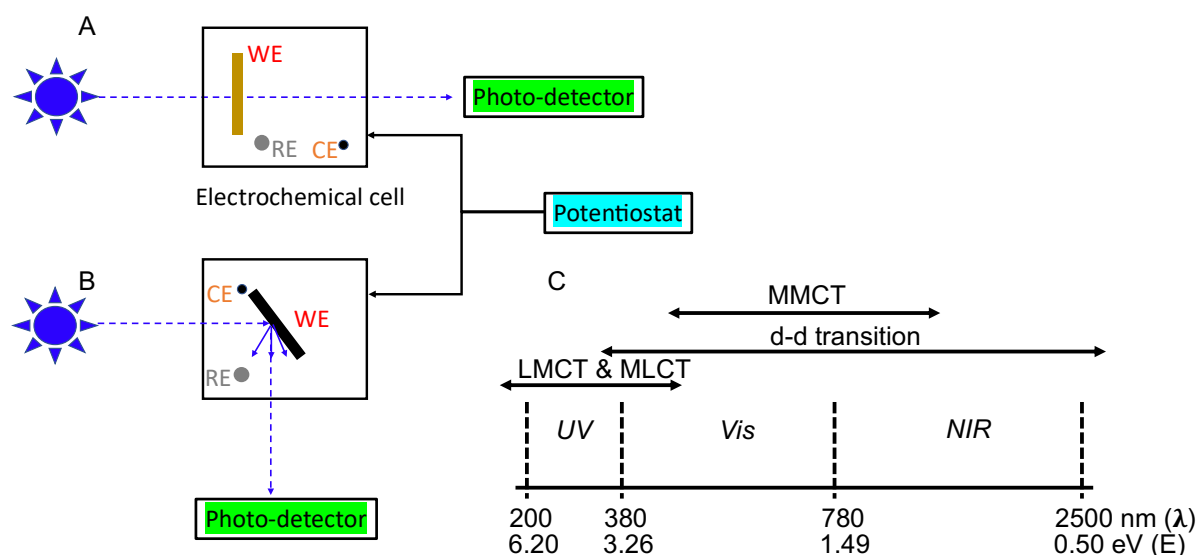 A
WE
Photo-detector
RE CE
Electrochemical cell
Potentiostat
B
CE
WE
RE
Photo-detector
C
MMCT
d-d transition
LMCT & MLCT
UV Vis NIR
200 380 780 2500 nm (λ)
6.20 3.26 1.49 0.50 eV (E)